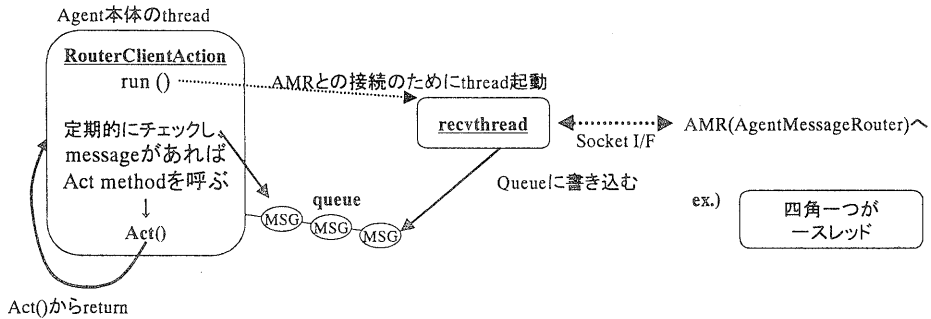 Agent本体のthread
RouterClientAction
run ()
AMRとの接続のためにthread起動
recvthread
Socket I/F
AMR(AgentMessageRouter)へ
定期的にチェックし、
messageがあれば
Act methodを呼ぶ
↓
Act()
queue
MSG
MSG
MSG
Queueに書き込む
ex.)
四角一つが
一スレッド
Act()からreturn